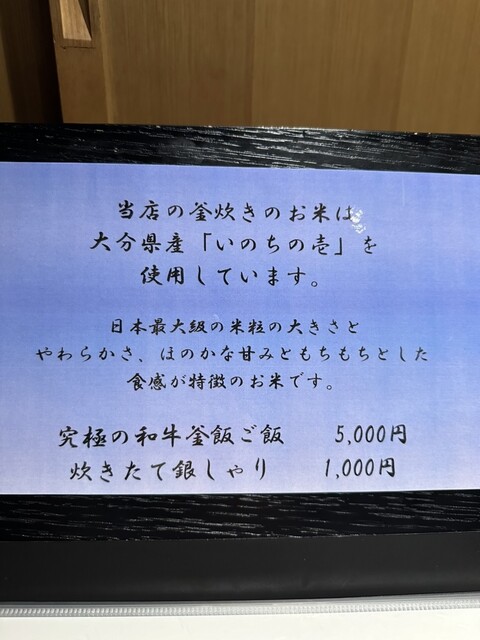 当店の釜炊きのお米は
大分県産「いのちの壱」を
使用しています。
日本最大級の米粒の大きさと
やわらかさ、ほのかな甘みともちもちとした
食感が特徴のお米です。
究極の和牛釜飯ご飯 5,000円
炊きたて銀しゃり 1,000円